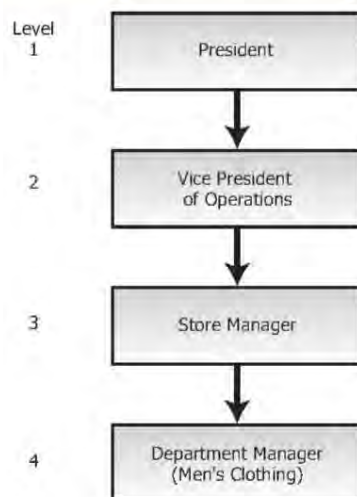 Level
1
President
2
Vice President
of Operations
3
Store Manager
4
Department Manager
(Men's Clothing)